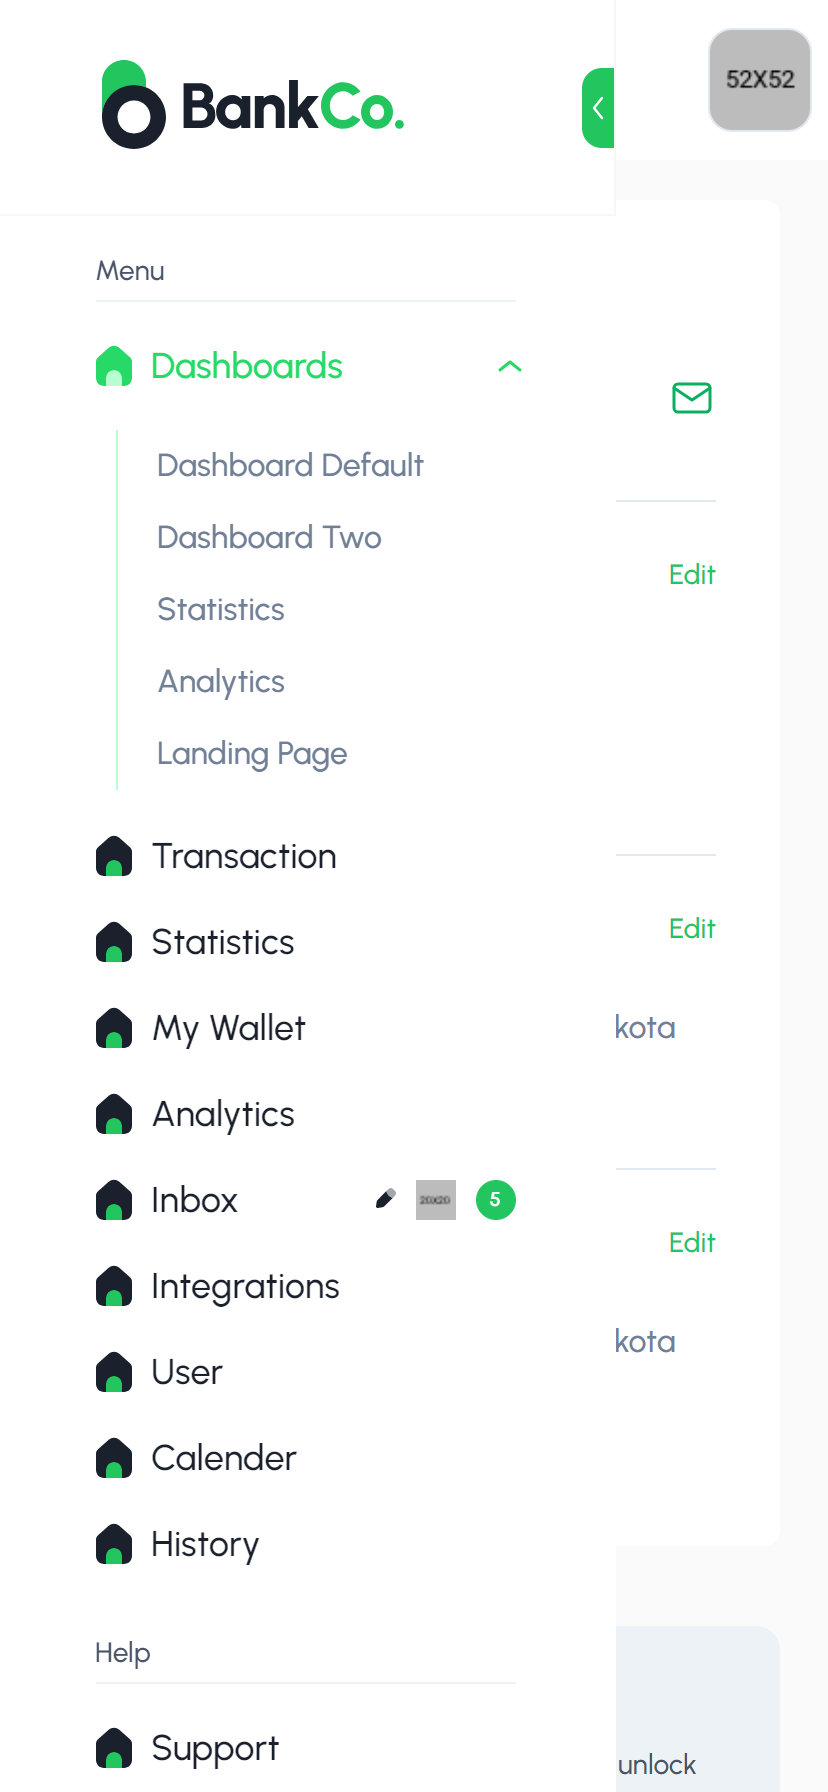 BankCo.
52X52
Menu
Dashboards
Dashboard Default
Dashboard Two
Statistics
Analytics
Landing Page
Transaction
Statistics
My Wallet
Analytics
Inbox
20X20
5
Integrations
User
Calender
History
Help
Support
Edit
Edit
kota
Edit
kota
unlock